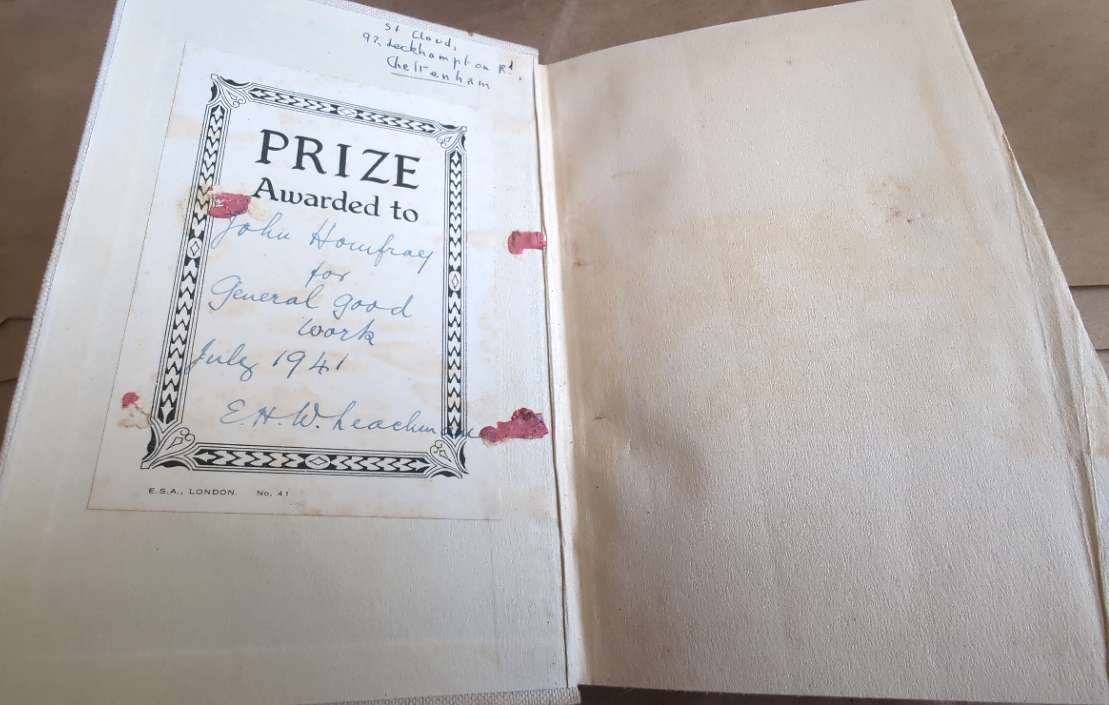 St Cloud,
92, Leckhampton Rd,
Cheltenham
PRIZE
Awarded to
John Homfray
for
General good
work
July 1941
E. H. W. Leachman
E.S.A., LONDON. No. 41